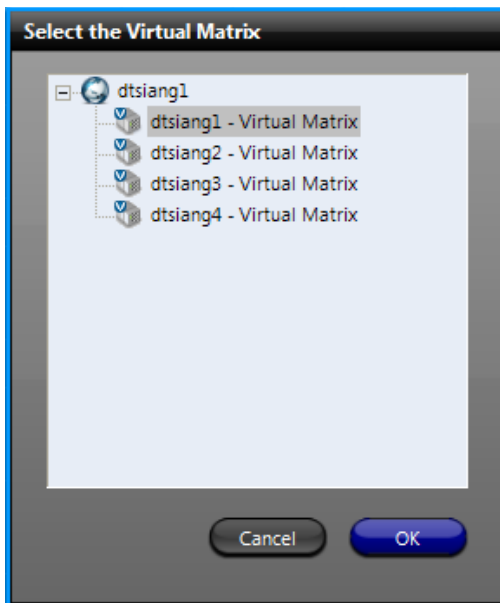 Select the Virtual Matrix
dtsiang1
dtsiang1 - Virtual Matrix
dtsiang2 - Virtual Matrix
dtsiang3 - Virtual Matrix
dtsiang4 - Virtual Matrix
Cancel OK